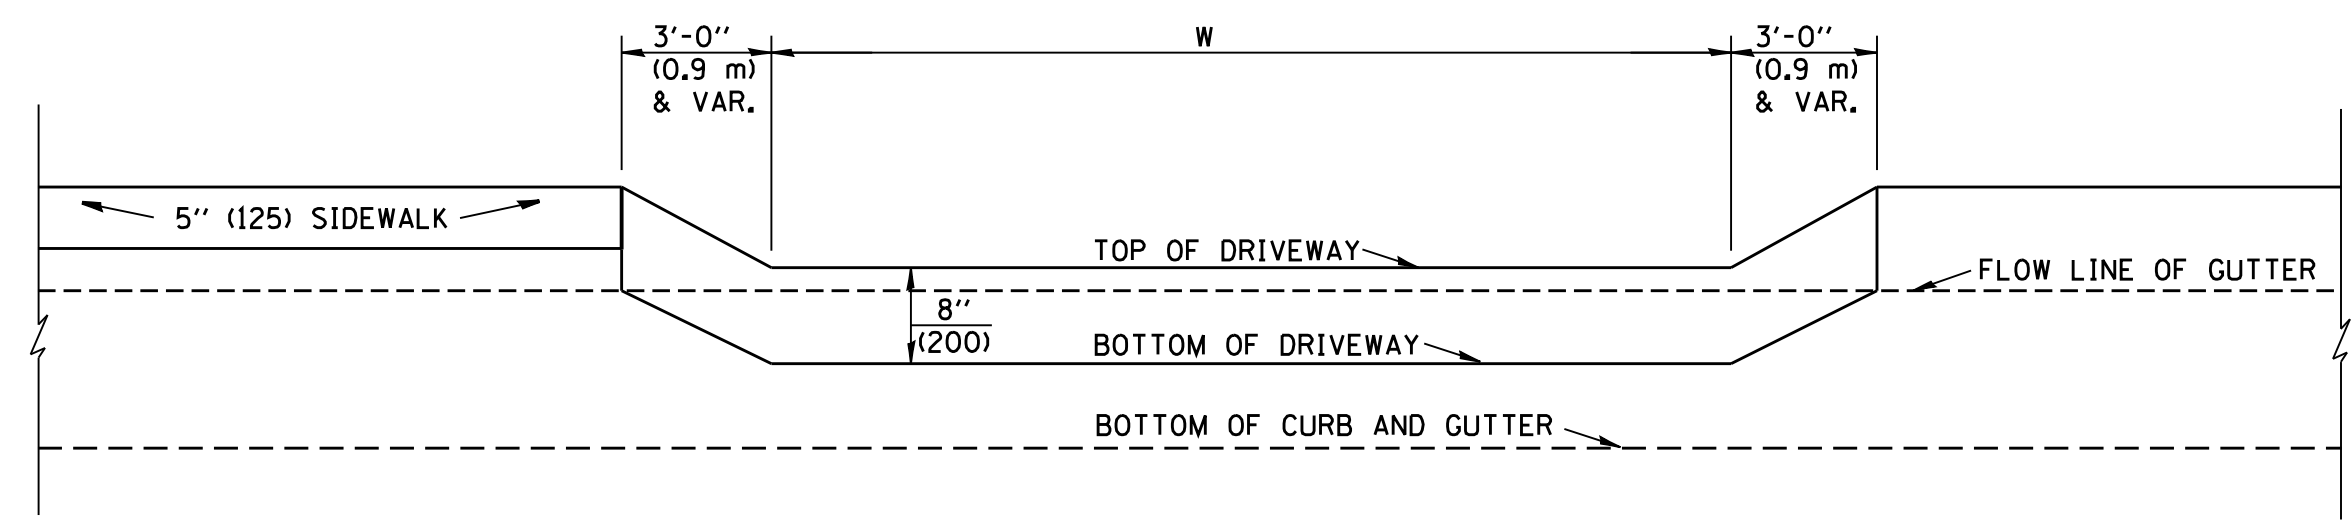 3'-0"
(0.9 m)
& VAR.
W
3'-0"
(0.9 m)
& VAR.
5" (125) SIDEWALK
TOP OF DRIVEWAY
FLOW LINE OF GUTTER
8"
(200)
BOTTOM OF DRIVEWAY
BOTTOM OF CURB AND GUTTER